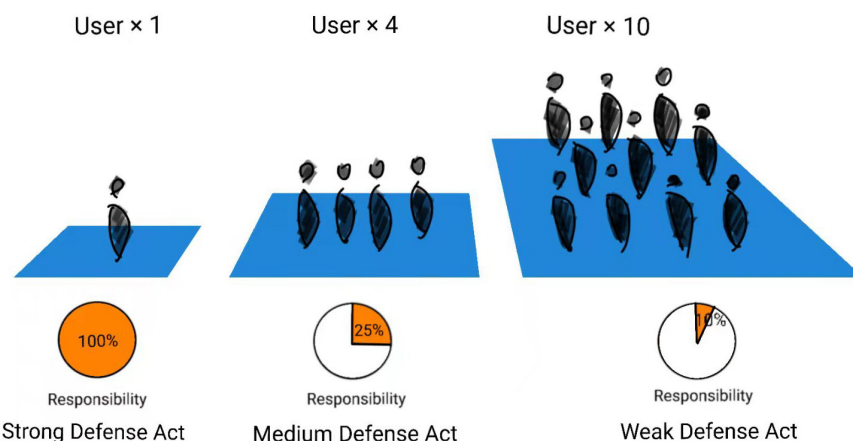 User × 1
User × 4
User × 10
100%
25%
10%
Responsibility
Responsibility
Responsibility
Strong Defense Act
Medium Defense Act
Weak Defense Act